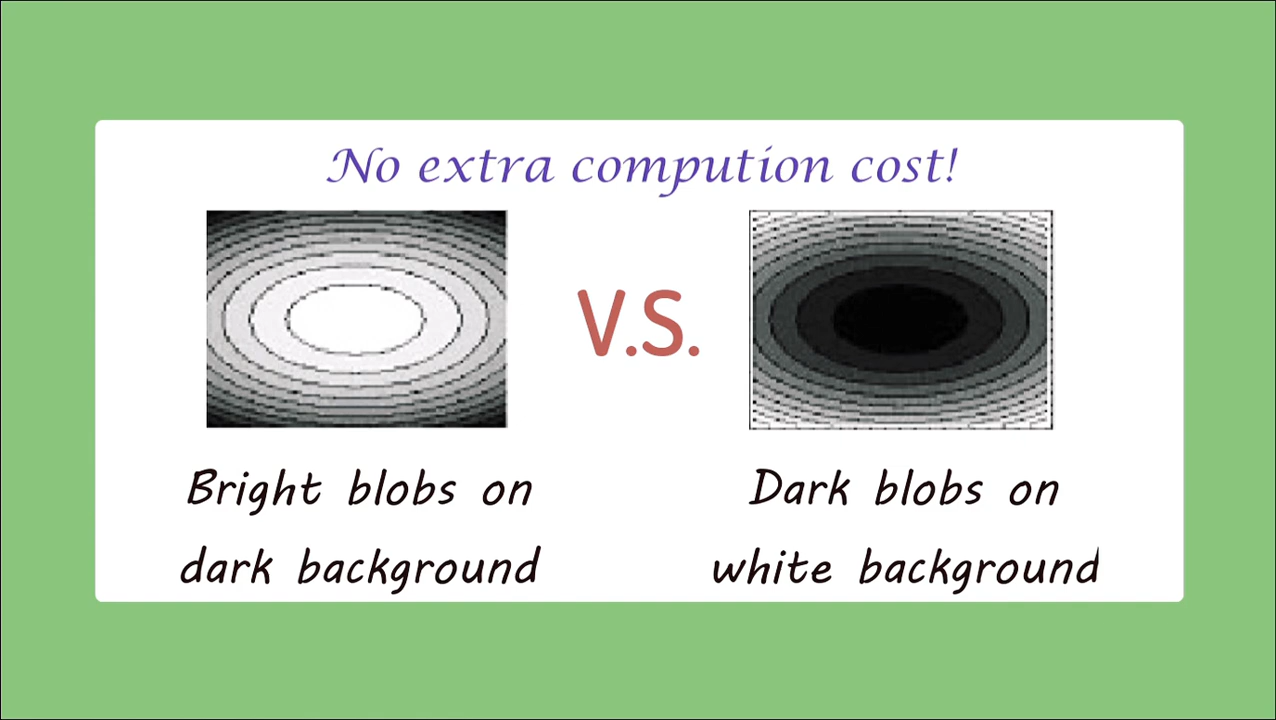 No extra compution cost!
V.S.
Bright blobs on
dark background
Dark blobs on
white background